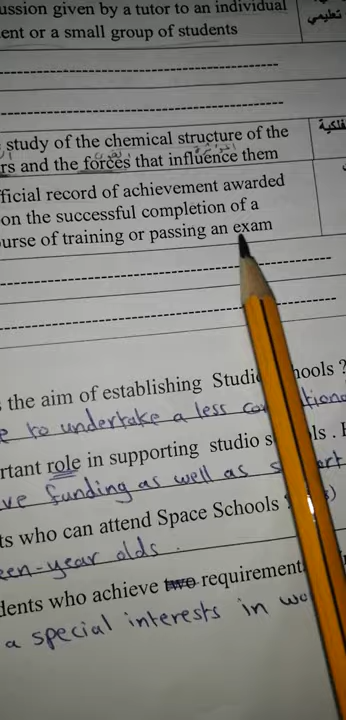 ussion given by a tutor to an individual
ent or a small group of students
تعليمي
study of the chemical structure of the
فلكية
rs and the forces that influence them
fficial record of achievement awarded
on the successful completion of a
urse of training or passing an exam
the aim of establishing Studi hools ?
to undertake a less
rtant role in supporting studio s ls .
ve funding as well as
ts who can attend Space Schools
een-year olds .
dents who achieve two requirement
a special interests in wo